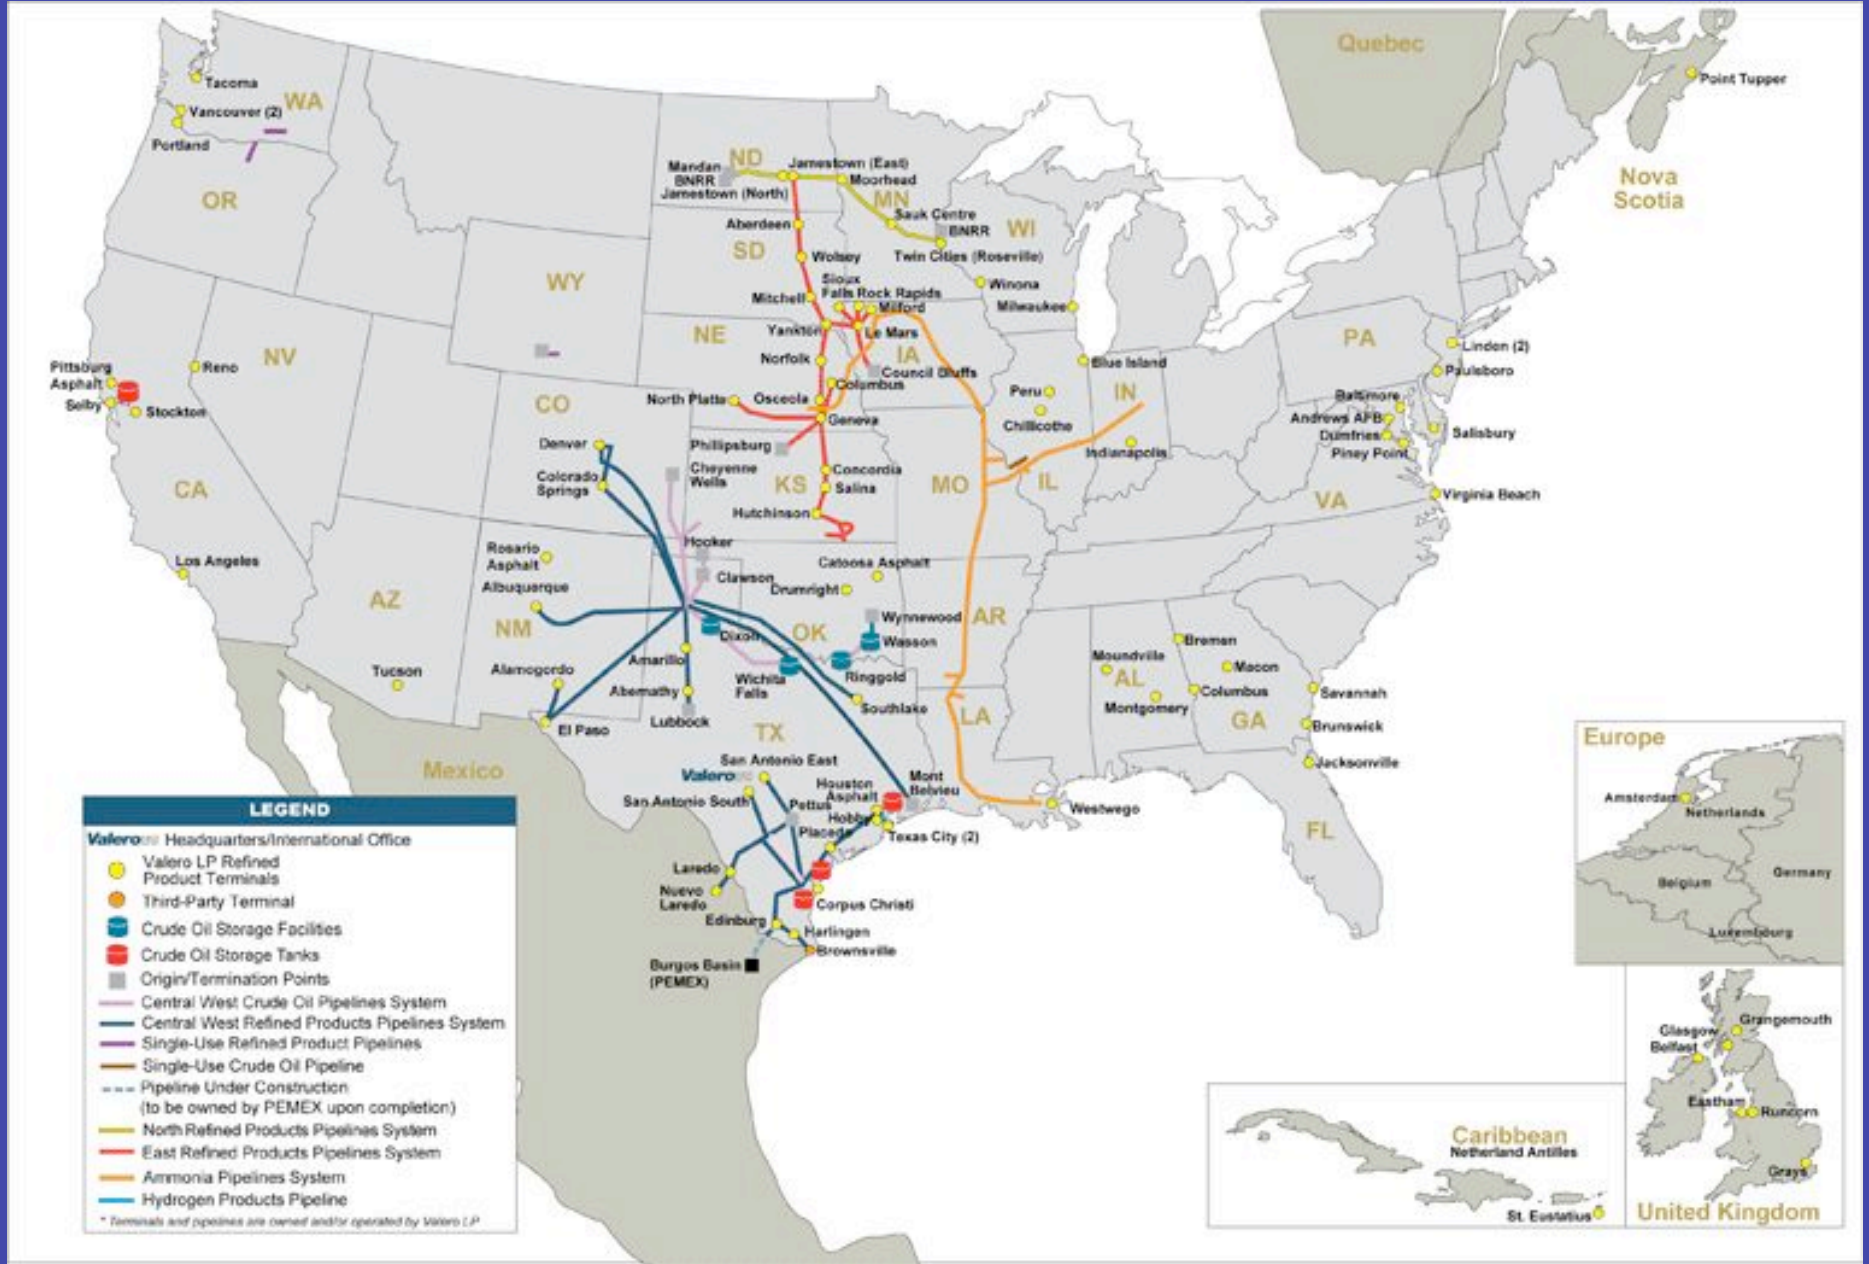 Quebec
Point Tupper
Nova
Scotia
Tacoma
WA
Vancouver (2)
Portland
OR
ND
Mandan
BNRR
Jamestown (East)
Jamestown (North)
Moorhead
MN
Sauk Centre
BNRR
Twin Cities (Roseville)
WI
Aberdeen
SD
Wolsey
Sioux
Falls
Rock Rapids
Mitchell
Milford
Winona
Milwaukee
WY
NE
Yankton
Le Mars
IA
Norfolk
Council Bluffs
Columbus
North Platte
Osceola
Geneva
Blue Island
Peru
Chillicothe
IN
Indianapolis
PA
Linden (2)
Paulsboro
Baltimore
Andrews AFB
Dumfries
Piney Point
Salisbury
VA
Virginia Beach
Pittsburg
Asphalt
Selby
Stockton
Reno
NV
CA
Los Angeles
CO
Denver
Colorado
Springs
Phillipsburg
Cheyenne
Wells
KS
Concordia
Salina
Hutchinson
MO
IL
Rosario
Asphalt
Albuquerque
AZ
NM
Tucson
Alamogordo
El Paso
Hooker
Clawson
Catoosa Asphalt
Drumright
Wynnewood
Wasson
OK
Dixon
Amarillo
Wichita
Falls
Ringgold
Abernathy
Lubbock
Southlake
AR
LA
TX
Moundville
AL
Montgomery
Bremen
Macon
Columbus
GA
Savannah
Brunswick
Jacksonville
FL
Mexico
San Antonio East
Valero
San Antonio South
Pettus
Placedo
Houston
Asphalt
Hobby
Mont
Belvieu
Texas City (2)
Westwego
Laredo
Nuevo
Laredo
Corpus Christi
Edinburg
Harlingen
Brownsville
Burgos Basin
(PEMEX)
LEGEND
Valero Headquarters/International Office
Valero LP Refined
Product Terminals
Third-Party Terminal
Crude Oil Storage Facilities
Crude Oil Storage Tanks
Origin/Termination Points
Central West Crude Oil Pipelines System
Central West Refined Products Pipelines System
Single-Use Refined Product Pipelines
Single-Use Crude Oil Pipeline
Pipeline Under Construction
(to be owned by PEMEX upon completion)
North Refined Products Pipelines System
East Refined Products Pipelines System
Ammonia Pipelines System
Hydrogen Products Pipeline
* Terminals and pipelines are owned and/or operated by Valero LP
Europe
Amsterdam
Netherlands
Belgium
Germany
Luxembourg
Glasgow
Grangemouth
Belfast
Eastham
Runcorn
Grays
United Kingdom
Caribbean
Netherland Antilles
St. Eustatius